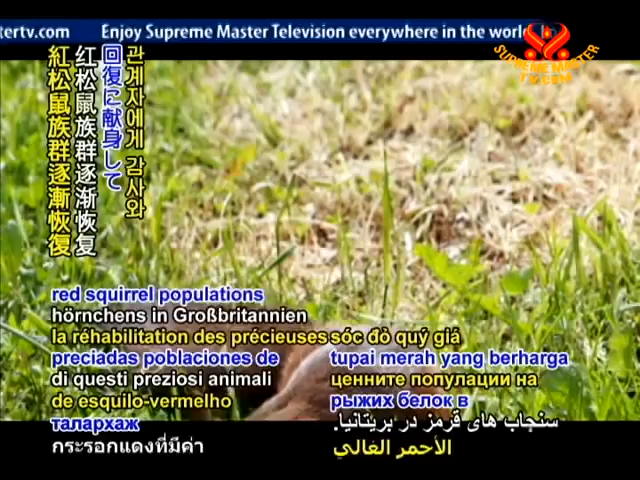 tertv.com Enjoy Supreme Master Television everywhere in the world
SUPREME MASTER
TV.COM
관계자에게 감사와
回復に献身して
红松鼠族群逐渐恢复
紅松鼠族群逐漸恢復
red squirrel populations
hörnchens in Großbritannien
la réhabilitation des précieuses
sóc đỏ quý giá
preciadas poblaciones de
tupai merah yang berharga
di questi preziosi animali
ценните популации на
de esquilo-vermelho
рыжих белок в
талархаж
سنجاب های قرمز در بریتانیا.
กระรอกแดงที่มีค่า
الأحمر الغالي